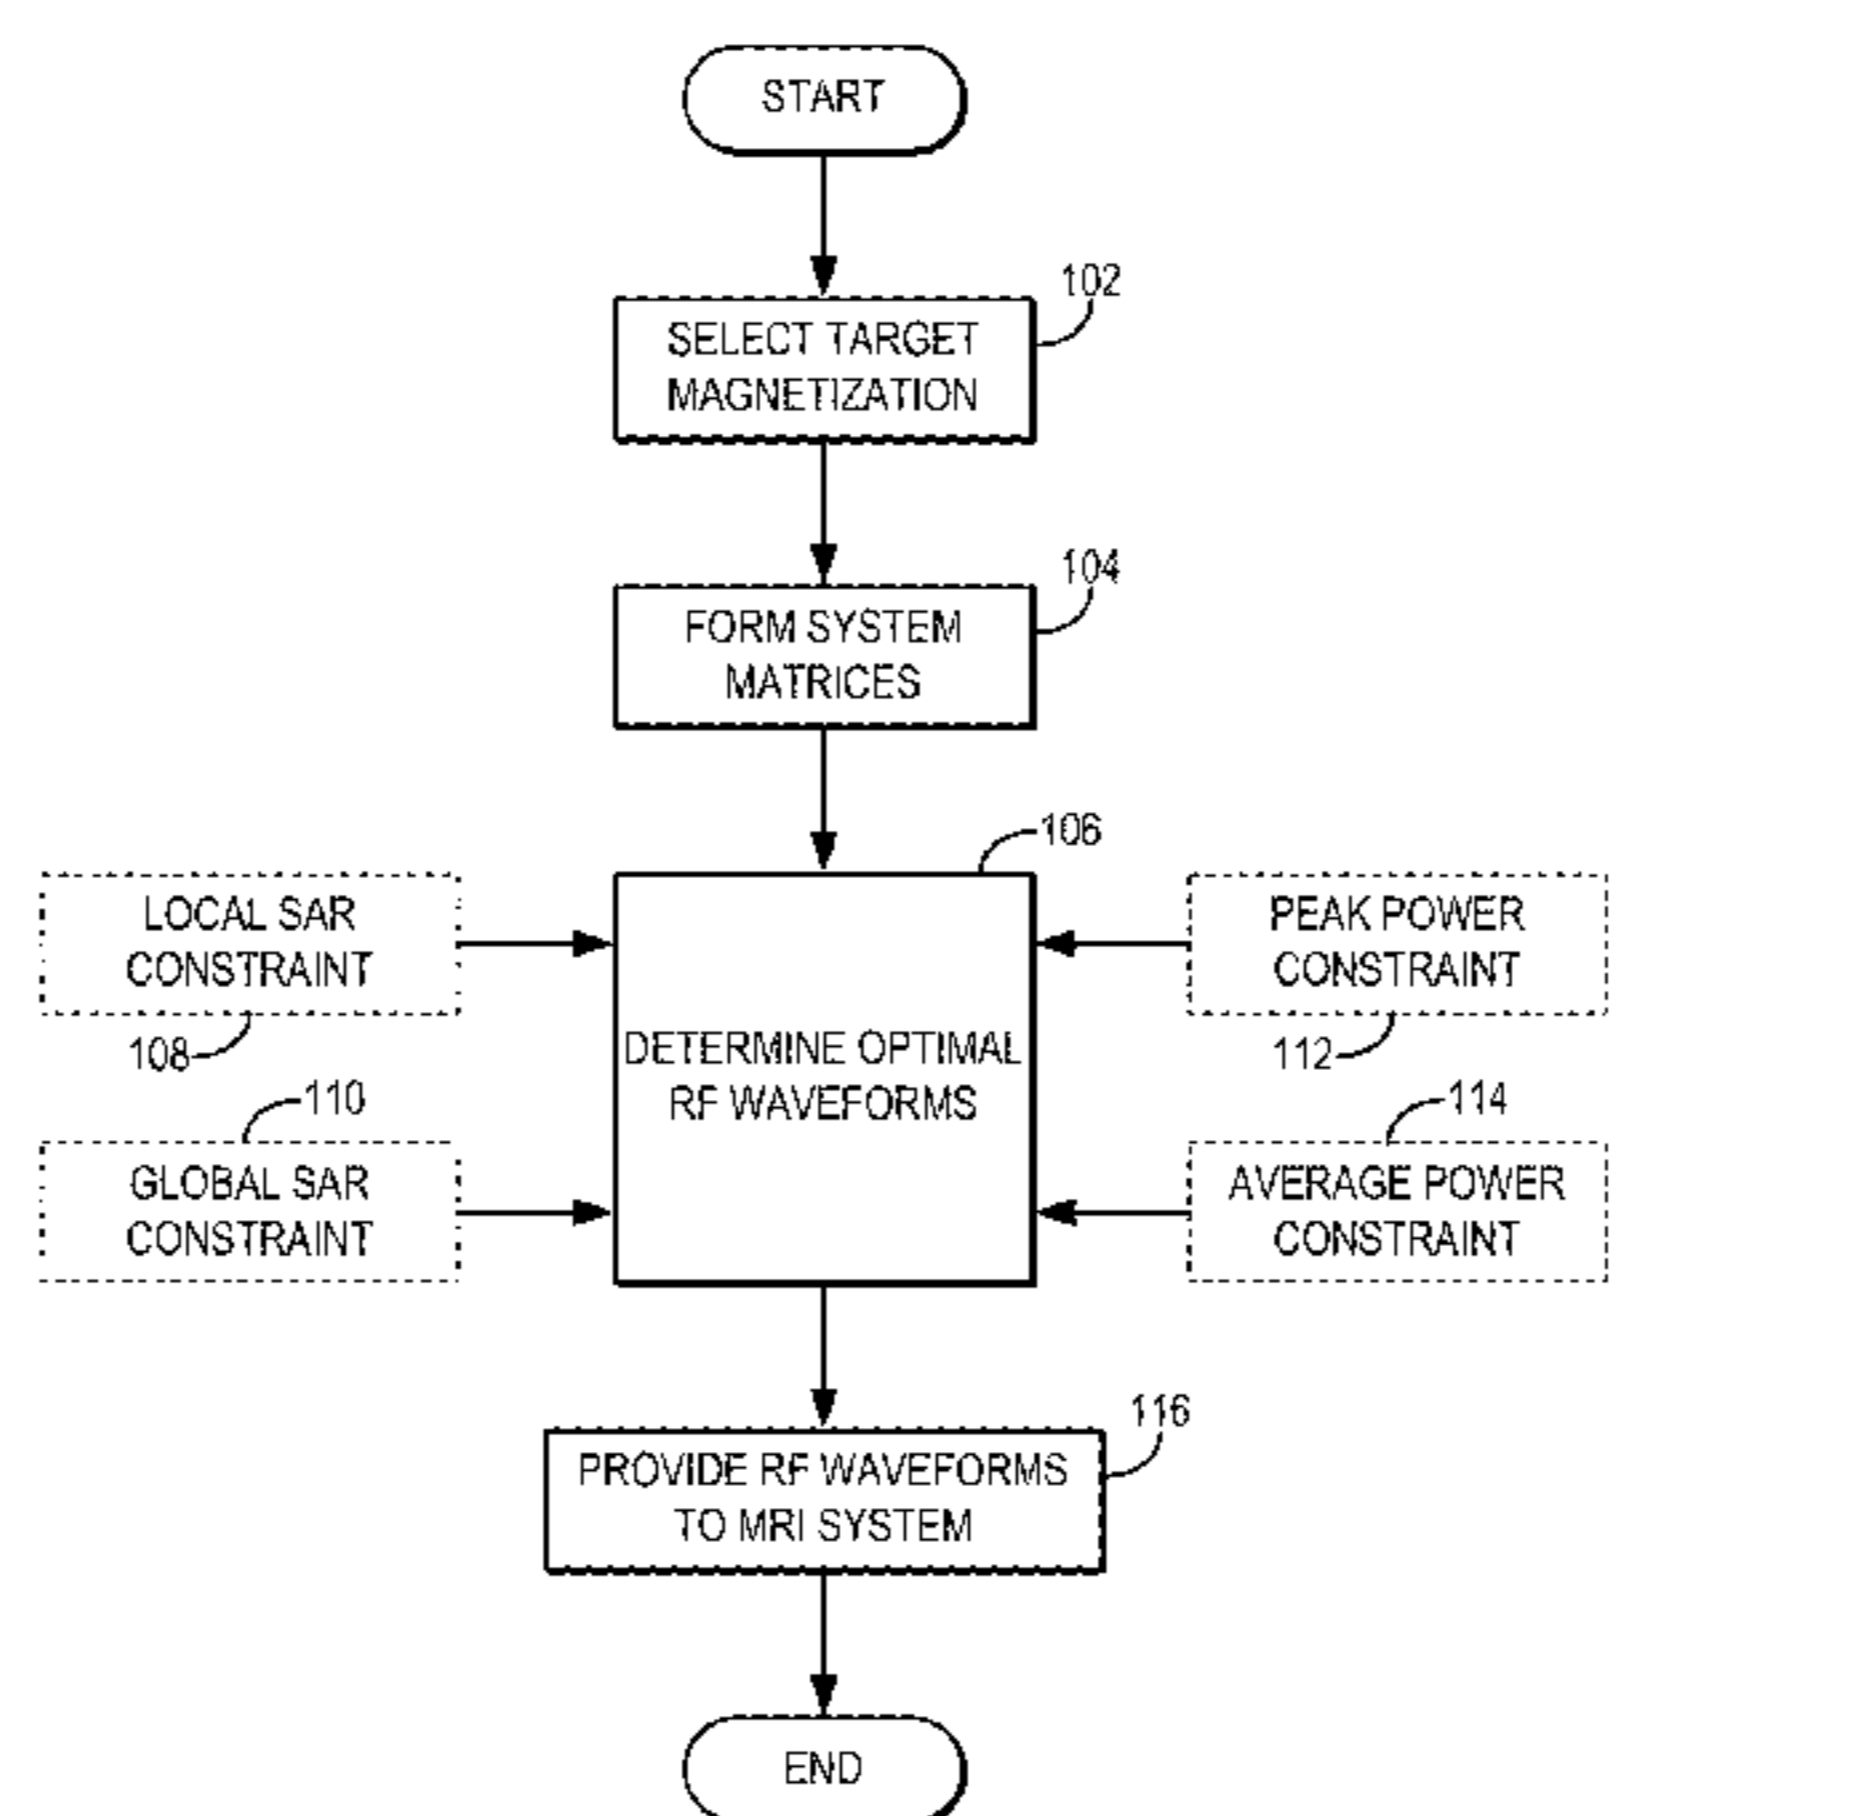 START
102
SELECT TARGET
MAGNETIZATION
104
FORM SYSTEM
MATRICES
106
LOCAL SAR
CONSTRAINT
108
PEAK POWER
CONSTRAINT
112
DETERMINE OPTIMAL
RF WAVEFORMS
110
GLOBAL SAR
CONSTRAINT
114
AVERAGE POWER
CONSTRAINT
116
PROVIDE RF WAVEFORMS
TO MRI SYSTEM
END